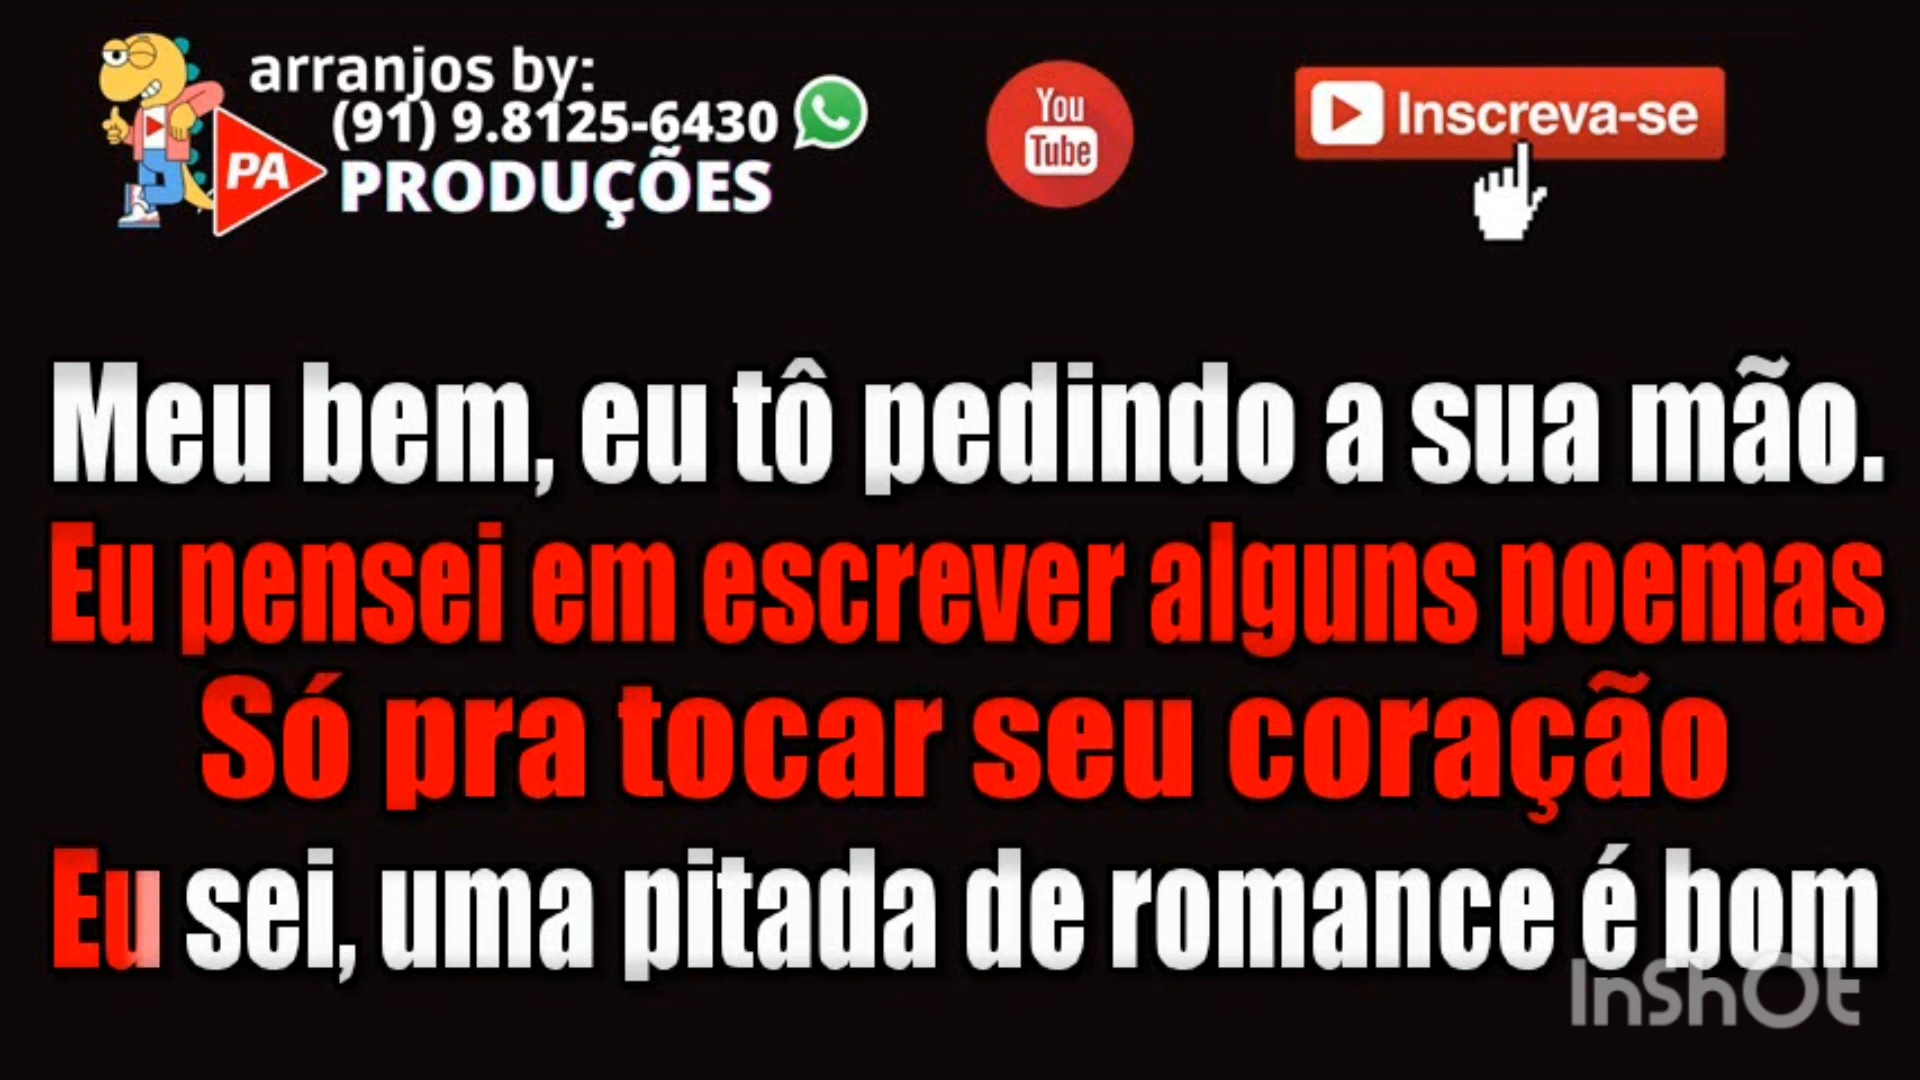 arranjos by:
(91) 9.8125-6430
PA
PRODUÇÕES
You
Tube
Inscreva-se
Meu bem, eu tô pedindo a sua mão.
Eu pensei em escrever alguns poemas
Só pra tocar seu coração
Eu sei, uma pitada de romance é bom
InShOt